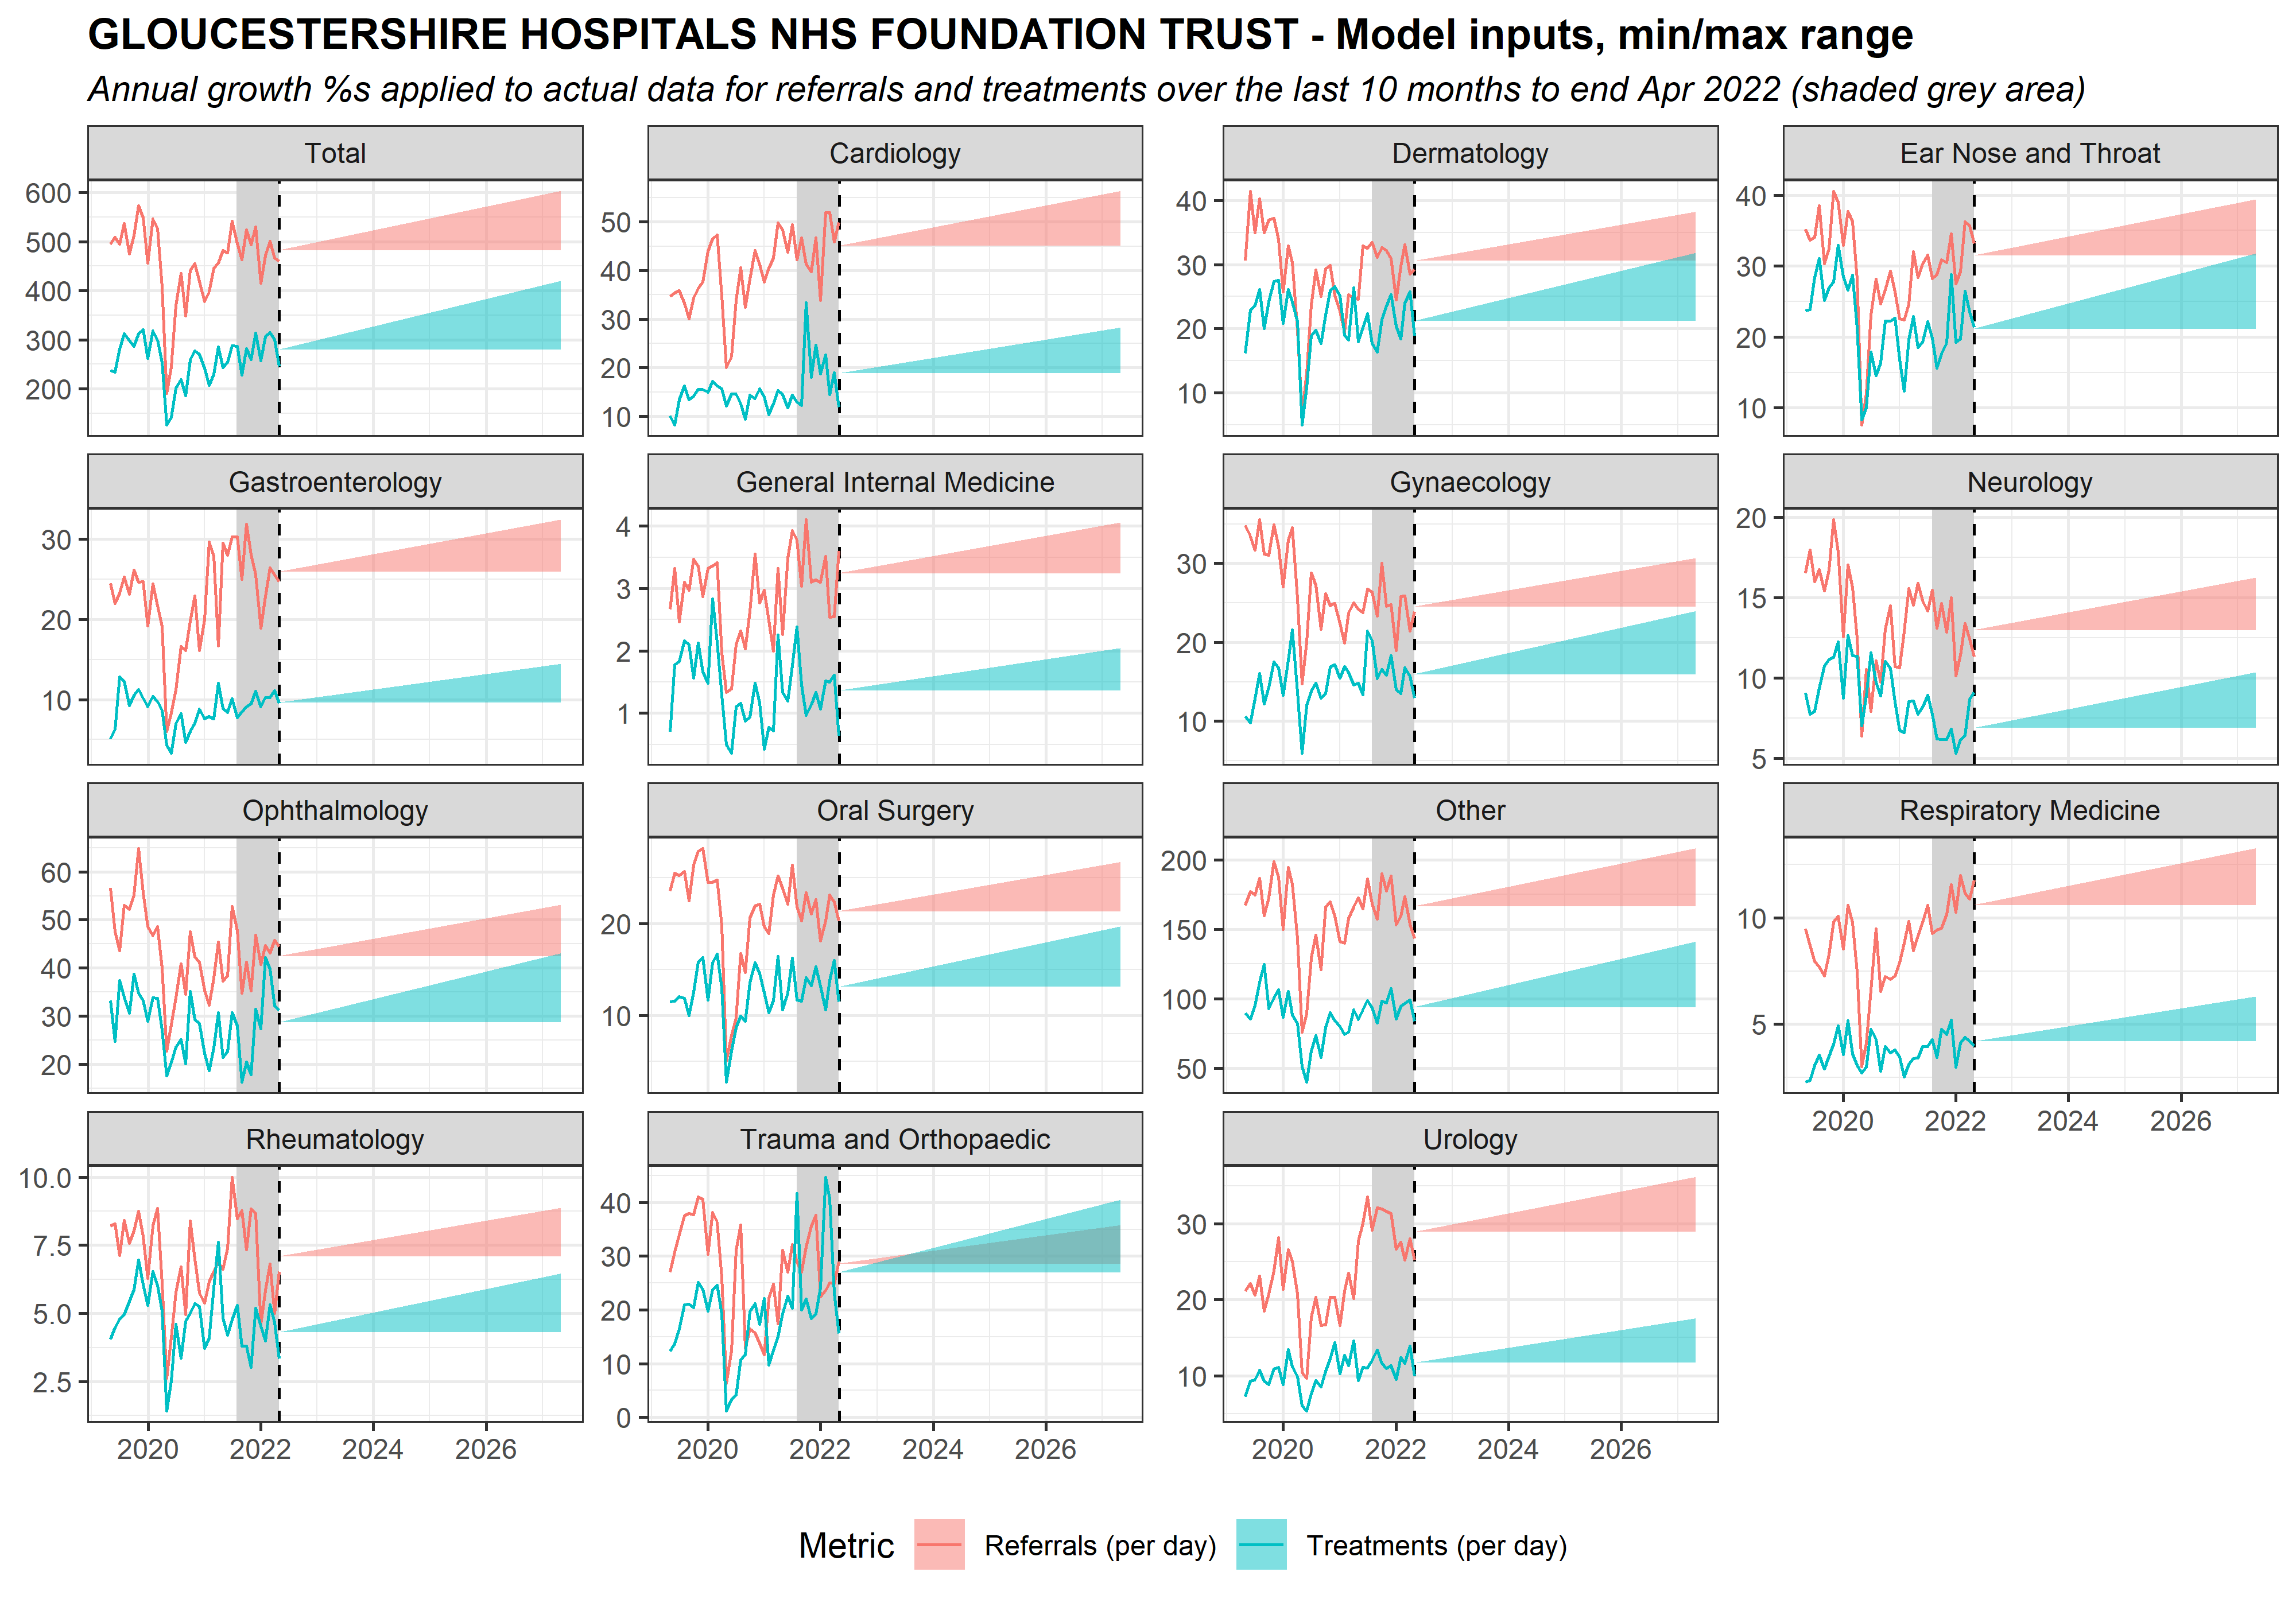 GLOUCESTERSHIRE HOSPITALS NHS FOUNDATION TRUST - Model inputs, min/max range
Annual growth %s applied to actual data for referrals and treatments over the last 10 months to end Apr 2022 (shaded grey area)
Total
600
500
400
300
200
Cardiology
50
40
30
20
10
Dermatology
40
30
20
10
Ear Nose and Throat
40
30
20
10
Gastroenterology
30
20
10
General Internal Medicine
4
3
2
1
Gynaecology
30
20
10
Neurology
20
15
10
5
Ophthalmology
60
50
40
30
20
Oral Surgery
20
10
Other
200
150
100
50
Respiratory Medicine
10
5
2020 2022 2024 2026
Rheumatology
10.0
7.5
5.0
2.5
2020 2022 2024 2026
Trauma and Orthopaedic
40
30
20
10
0
2020 2022 2024 2026
Urology
30
20
10
2020 2022 2024 2026
Metric Referrals (per day) Treatments (per day)